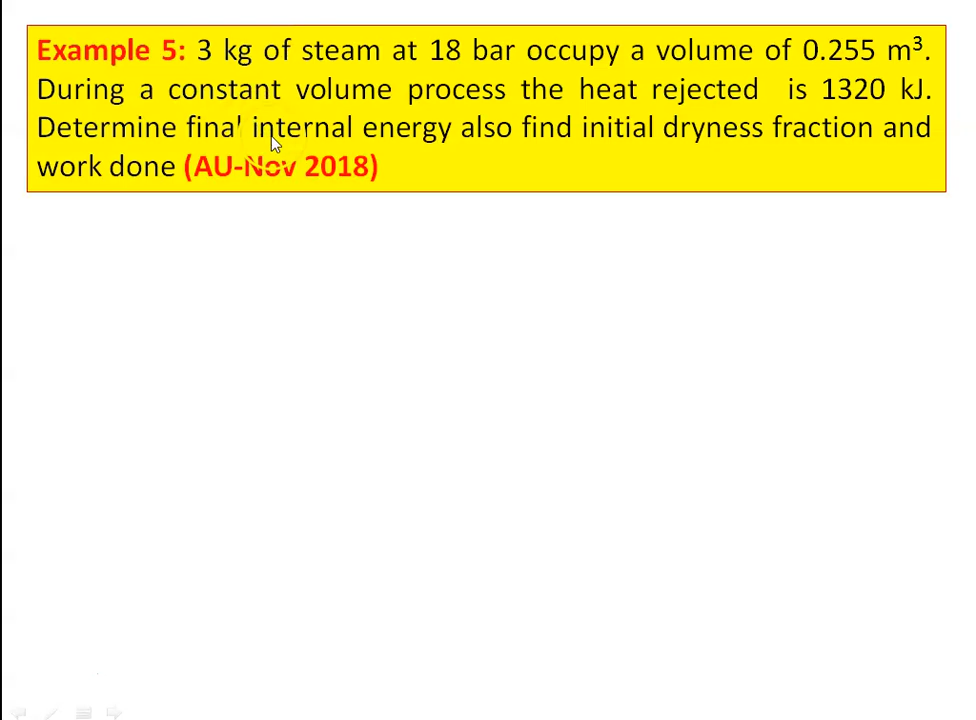 Example 5: 3 kg of steam at 18 bar occupy a volume of 0.255 m³.
During a constant volume process the heat rejected is 1320 kJ.
Determine final internal energy also find initial dryness fraction and
work done (AU-Nov 2018)